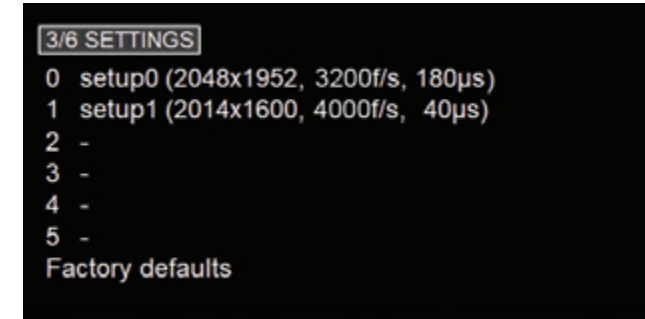 3/6 SETTINGS
0 setup0 (2048x1952, 3200f/s, 180µs)
1 setup1 (2014x1600, 4000f/s, 40µs)
2 -
3 -
4 -
5 -
Factory defaults